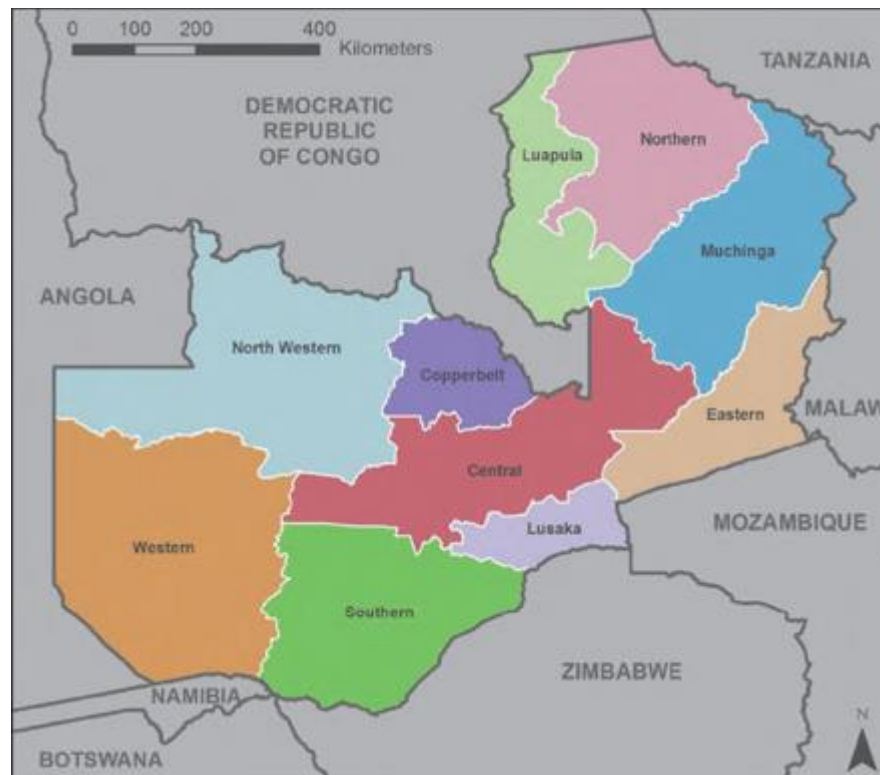 0 100 200 400
Kilometers
TANZANIA
DEMOCRATIC
REPUBLIC
OF CONGO
Luapula
Northern
Muchinga
ANGOLA
North Western
Copperbelt
Eastern
MALAW
Central
Lusaka
MOZAMBIQUE
Western
Southern
ZIMBABWE
NAMIBIA
BOTSWANA
N